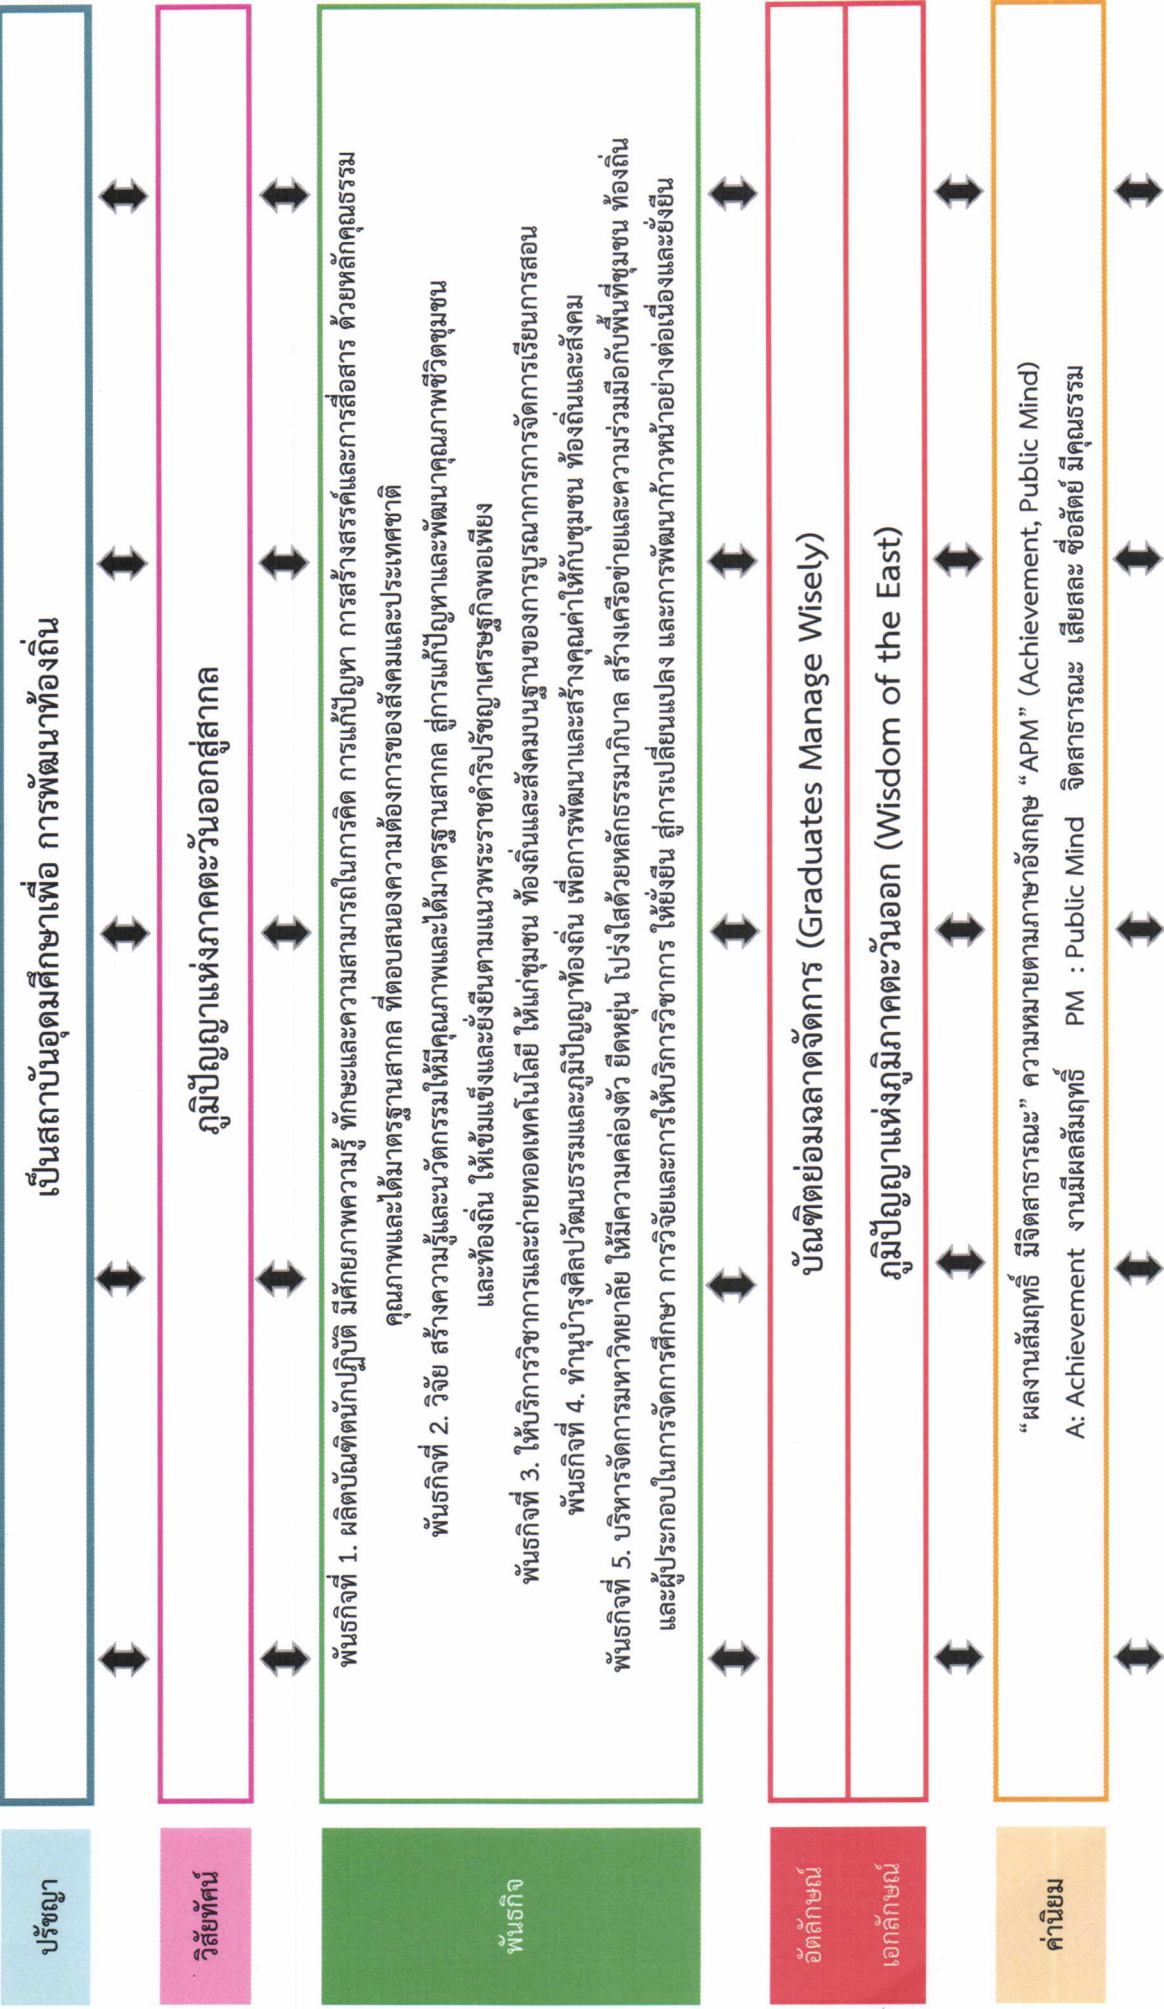 ปรัชญา
เป็นสถาบันอุดมศึกษาเพื่อ การพัฒนาท้องถิ่น
วิสัยทัศน์
ภูมิปัญญาแห่งภาคตะวันออกสู่สากล
พันธกิจ
พันธกิจที่ 1. ผลิตบัณฑิตนักปฏิบัติ มีศักยภาพความรู้ ทักษะและความสามารถในการคิด การแก้ปัญหา การสร้างสรรค์และการสื่อสาร ด้วยหลักคุณธรรม
คุณภาพและได้มาตรฐานสากล ที่ตอบสนองความต้องการของสังคมและประเทศชาติ
พันธกิจที่ 2. วิจัย สร้างความรู้และนวัตกรรมให้มีคุณภาพและได้มาตรฐานสากล สู่การแก้ปัญหาและพัฒนาคุณภาพชีวิตชุมชน
และท้องถิ่น ให้เข้มแข็งและยั่งยืนตามแนวพระราชดำริปรัชญาเศรษฐกิจพอเพียง
พันธกิจที่ 3. ให้บริการวิชาการและถ่ายทอดเทคโนโลยี ให้แก่ชุมชน ท้องถิ่นและสังคมบนฐานของการบูรณาการการจัดการเรียนการสอน
พันธกิจที่ 4. ทำนุบำรุงศิลปวัฒนธรรมและภูมิปัญญาท้องถิ่น เพื่อการพัฒนาและสร้างคุณค่าให้กับชุมชน ท้องถิ่นและสังคม
พันธกิจที่ 5. บริหารจัดการมหาวิทยาลัย ให้มีความคล่องตัว ยืดหยุ่น โปร่งใสด้วยหลักธรรมาภิบาล สร้างเครือข่ายและความร่วมมือกับพื้นที่ชุมชน ท้องถิ่น
และผู้ประกอบในการจัดการศึกษา การวิจัยและการให้บริการวิชาการ ให้ยั่งยืน สู่การเปลี่ยนแปลง และการพัฒนาก้าวหน้าอย่างต่อเนื่องและยั่งยืน
อัตลักษณ์
บัณฑิตย่อมฉลาดจัดการ (Graduates Manage Wisely)
เอกลักษณ์
ภูมิปัญญาแห่งภูมิภาคตะวันออก (Wisdom of the East)
ค่านิยม
“ผลงานสัมฤทธิ์ มีจิตสาธารณะ” ความหมายตามภาษาอังกฤษ “APM” (Achievement, Public Mind)
A: Achievement งานมีผลสัมฤทธิ์ PM : Public Mind จิตสาธารณะ เสียสละ ซื่อสัตย์ มีคุณธรรม